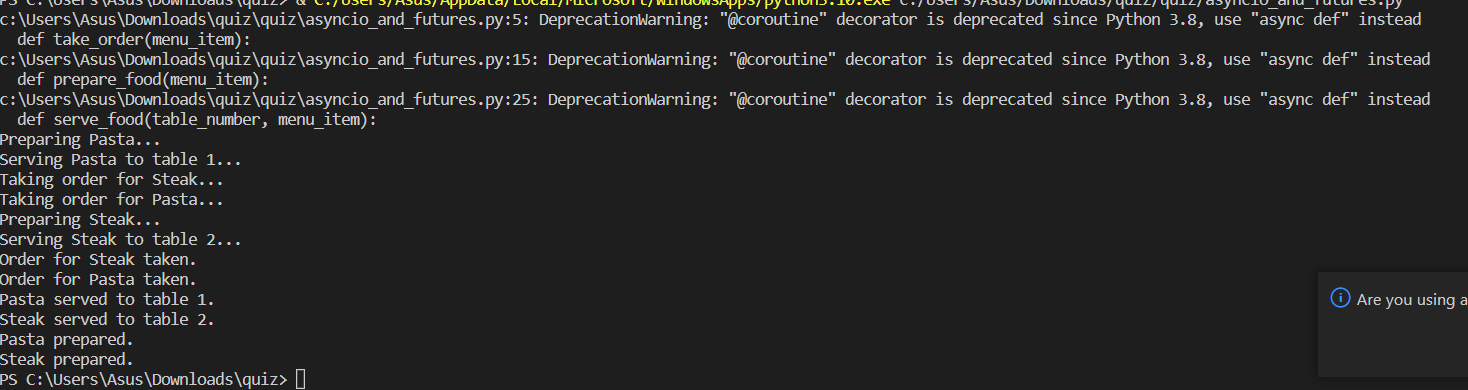 PS C:\Users\Asus\Downloads\quiz> & C:/Users/Asus/AppData/Local/Microsoft/WindowsApps/python3.10.exe c:/Users/Asus/Downloads/quiz/quiz/asyncio_and_futures.py
c:\Users\Asus\Downloads\quiz\quiz\asyncio_and_futures.py:5: DeprecationWarning: "@coroutine" decorator is deprecated since Python 3.8, use "async def" instead
  def take_order(menu_item):
c:\Users\Asus\Downloads\quiz\quiz\asyncio_and_futures.py:15: DeprecationWarning: "@coroutine" decorator is deprecated since Python 3.8, use "async def" instead
  def prepare_food(menu_item):
c:\Users\Asus\Downloads\quiz\quiz\asyncio_and_futures.py:25: DeprecationWarning: "@coroutine" decorator is deprecated since Python 3.8, use "async def" instead
  def serve_food(table_number, menu_item):
Preparing Pasta...
Serving Pasta to table 1...
Taking order for Steak...
Taking order for Pasta...
Preparing Steak...
Serving Steak to table 2...
Order for Steak taken.
Order for Pasta taken.
Pasta served to table 1.
Are you using a
Steak served to table 2.
Pasta prepared.
Steak prepared.
PS C:\Users\Asus\Downloads\quiz>